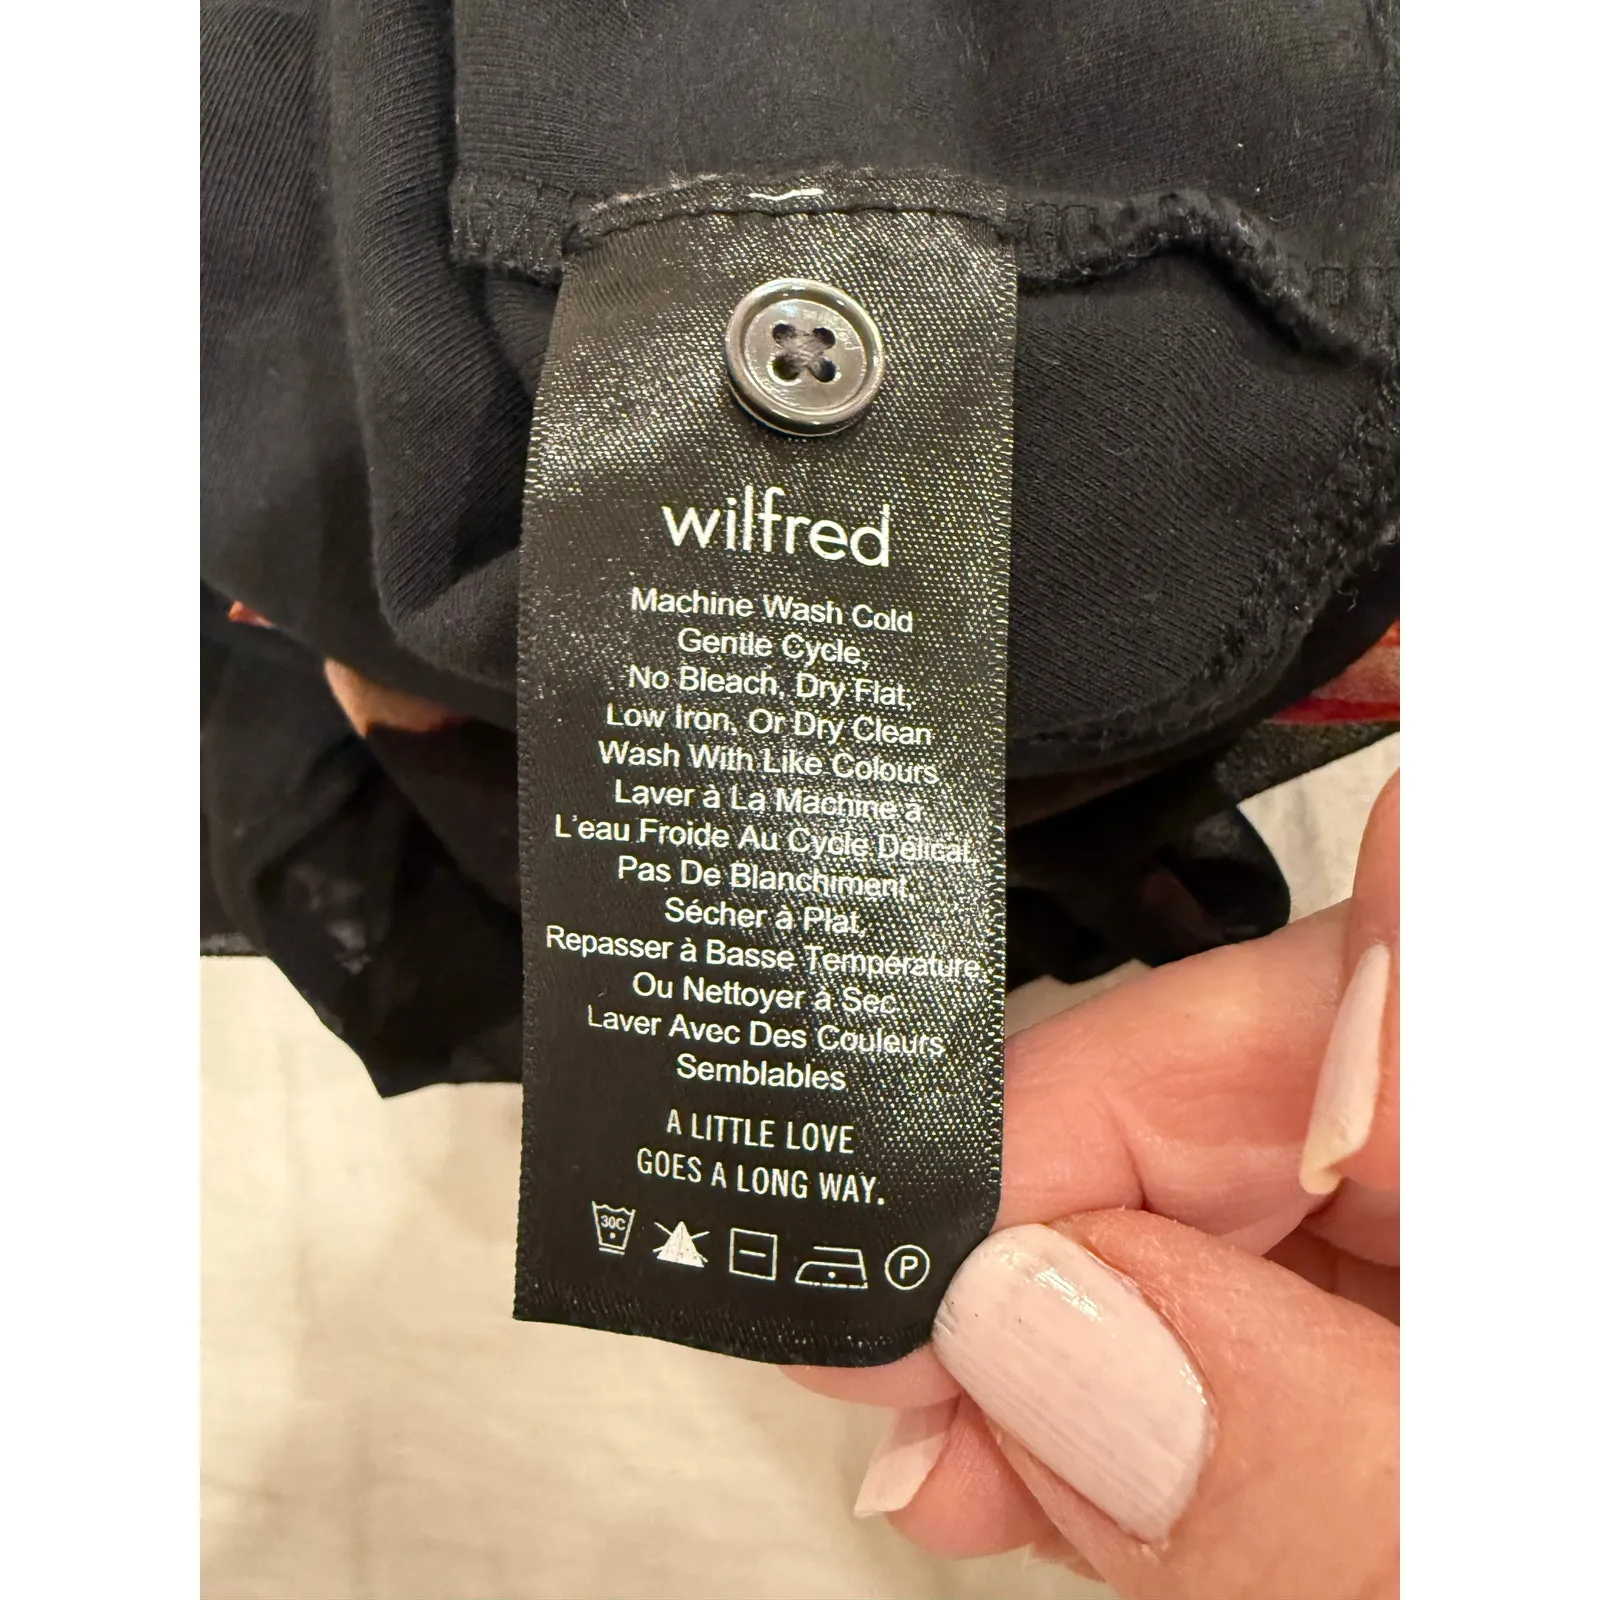 wilfred
Machine Wash Cold
Gentle Cycle,
No Bleach, Dry Flat,
Low Iron, Or Dry Clean
Wash With Like Colours
Laver à La Machine à
L'eau Froide Au Cycle Délicat,
Pas De Blanchiment,
Sécher à Plat,
Repasser à Basse Température,
Ou Nettoyer à Sec.
Laver Avec Des Couleurs
Semblables
A LITTLE LOVE
GOES A LONG WAY.
30C P